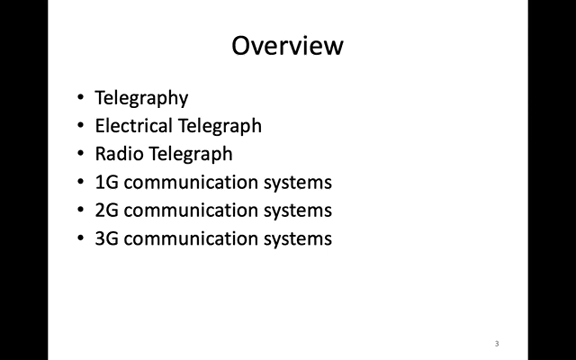 Overview
• Telegraphy
• Electrical Telegraph
• Radio Telegraph
• 1G communication systems
• 2G communication systems
• 3G communication systems
3